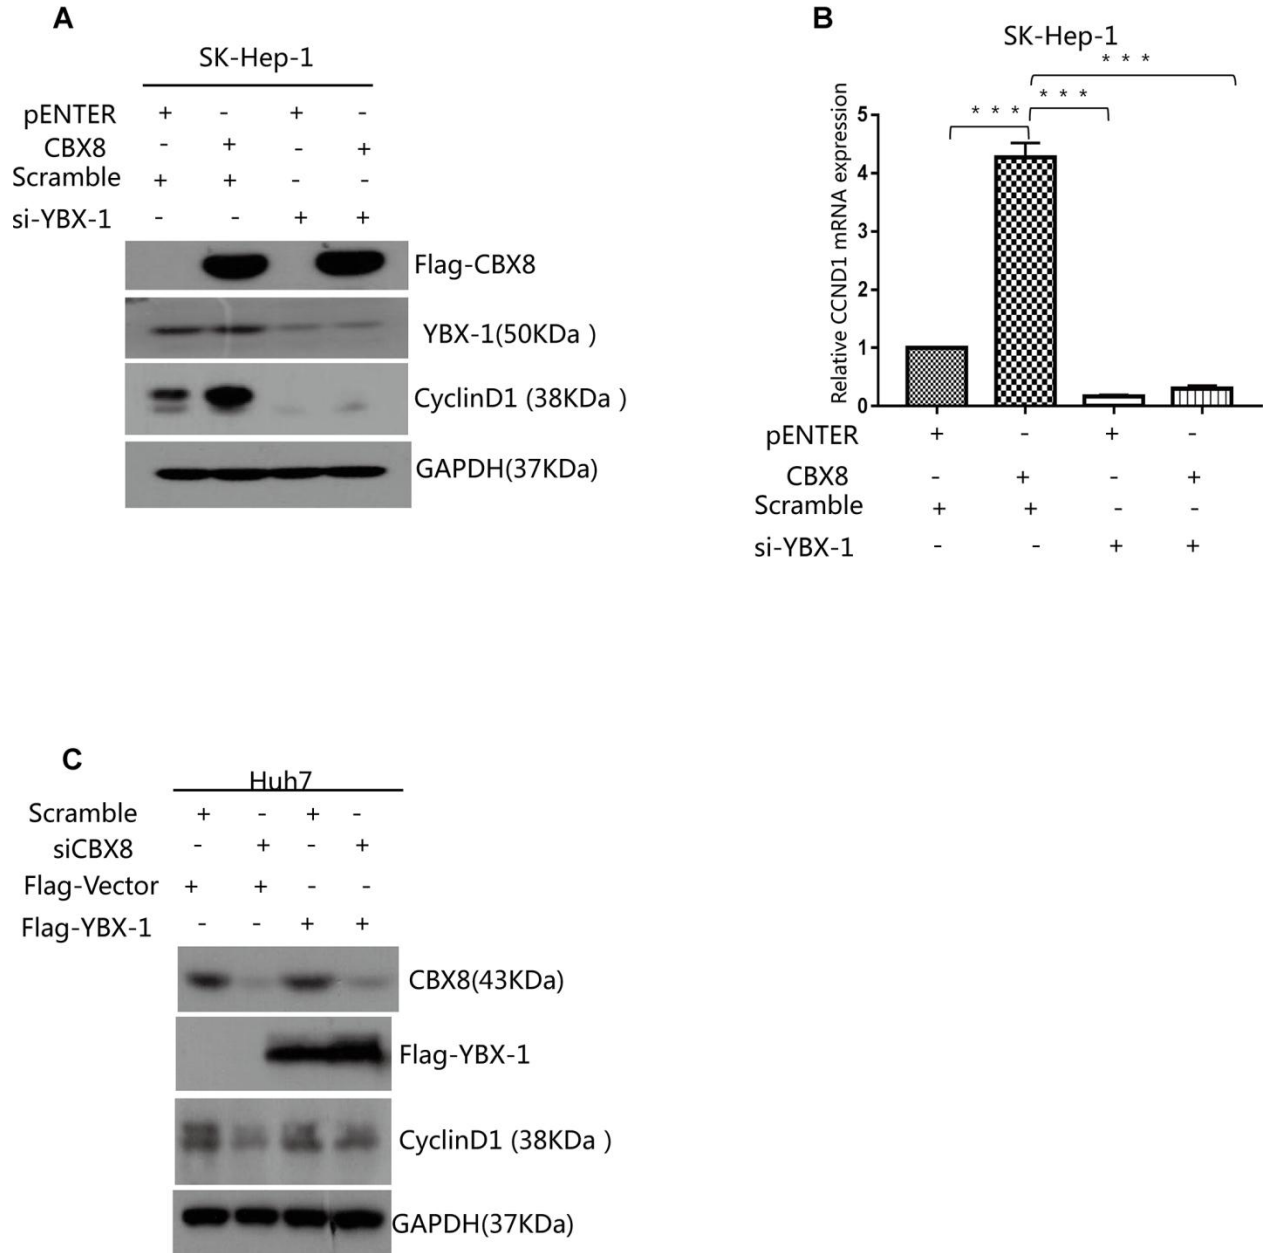 A
SK-Hep-1
pENTER + - + -
CBX8 - + - +
Scramble + + - -
si-YBX-1 - - + +
Flag-CBX8
YBX-1(50KDa )
CyclinD1 (38KDa )
GAPDH(37KDa)
B
SK-Hep-1
* * *
* * *
* * *
Relative CCND1 mRNA expression
5
4
3
2
1
0
pENTER + - + -
CBX8 - + - +
Scramble + + - -
si-YBX-1 - - + +
C
Huh7
Scramble + - + -
siCBX8 - + - +
Flag-Vector + + - -
Flag-YBX-1 - - + +
CBX8(43KDa)
Flag-YBX-1
CyclinD1 (38KDa )
GAPDH(37KDa)